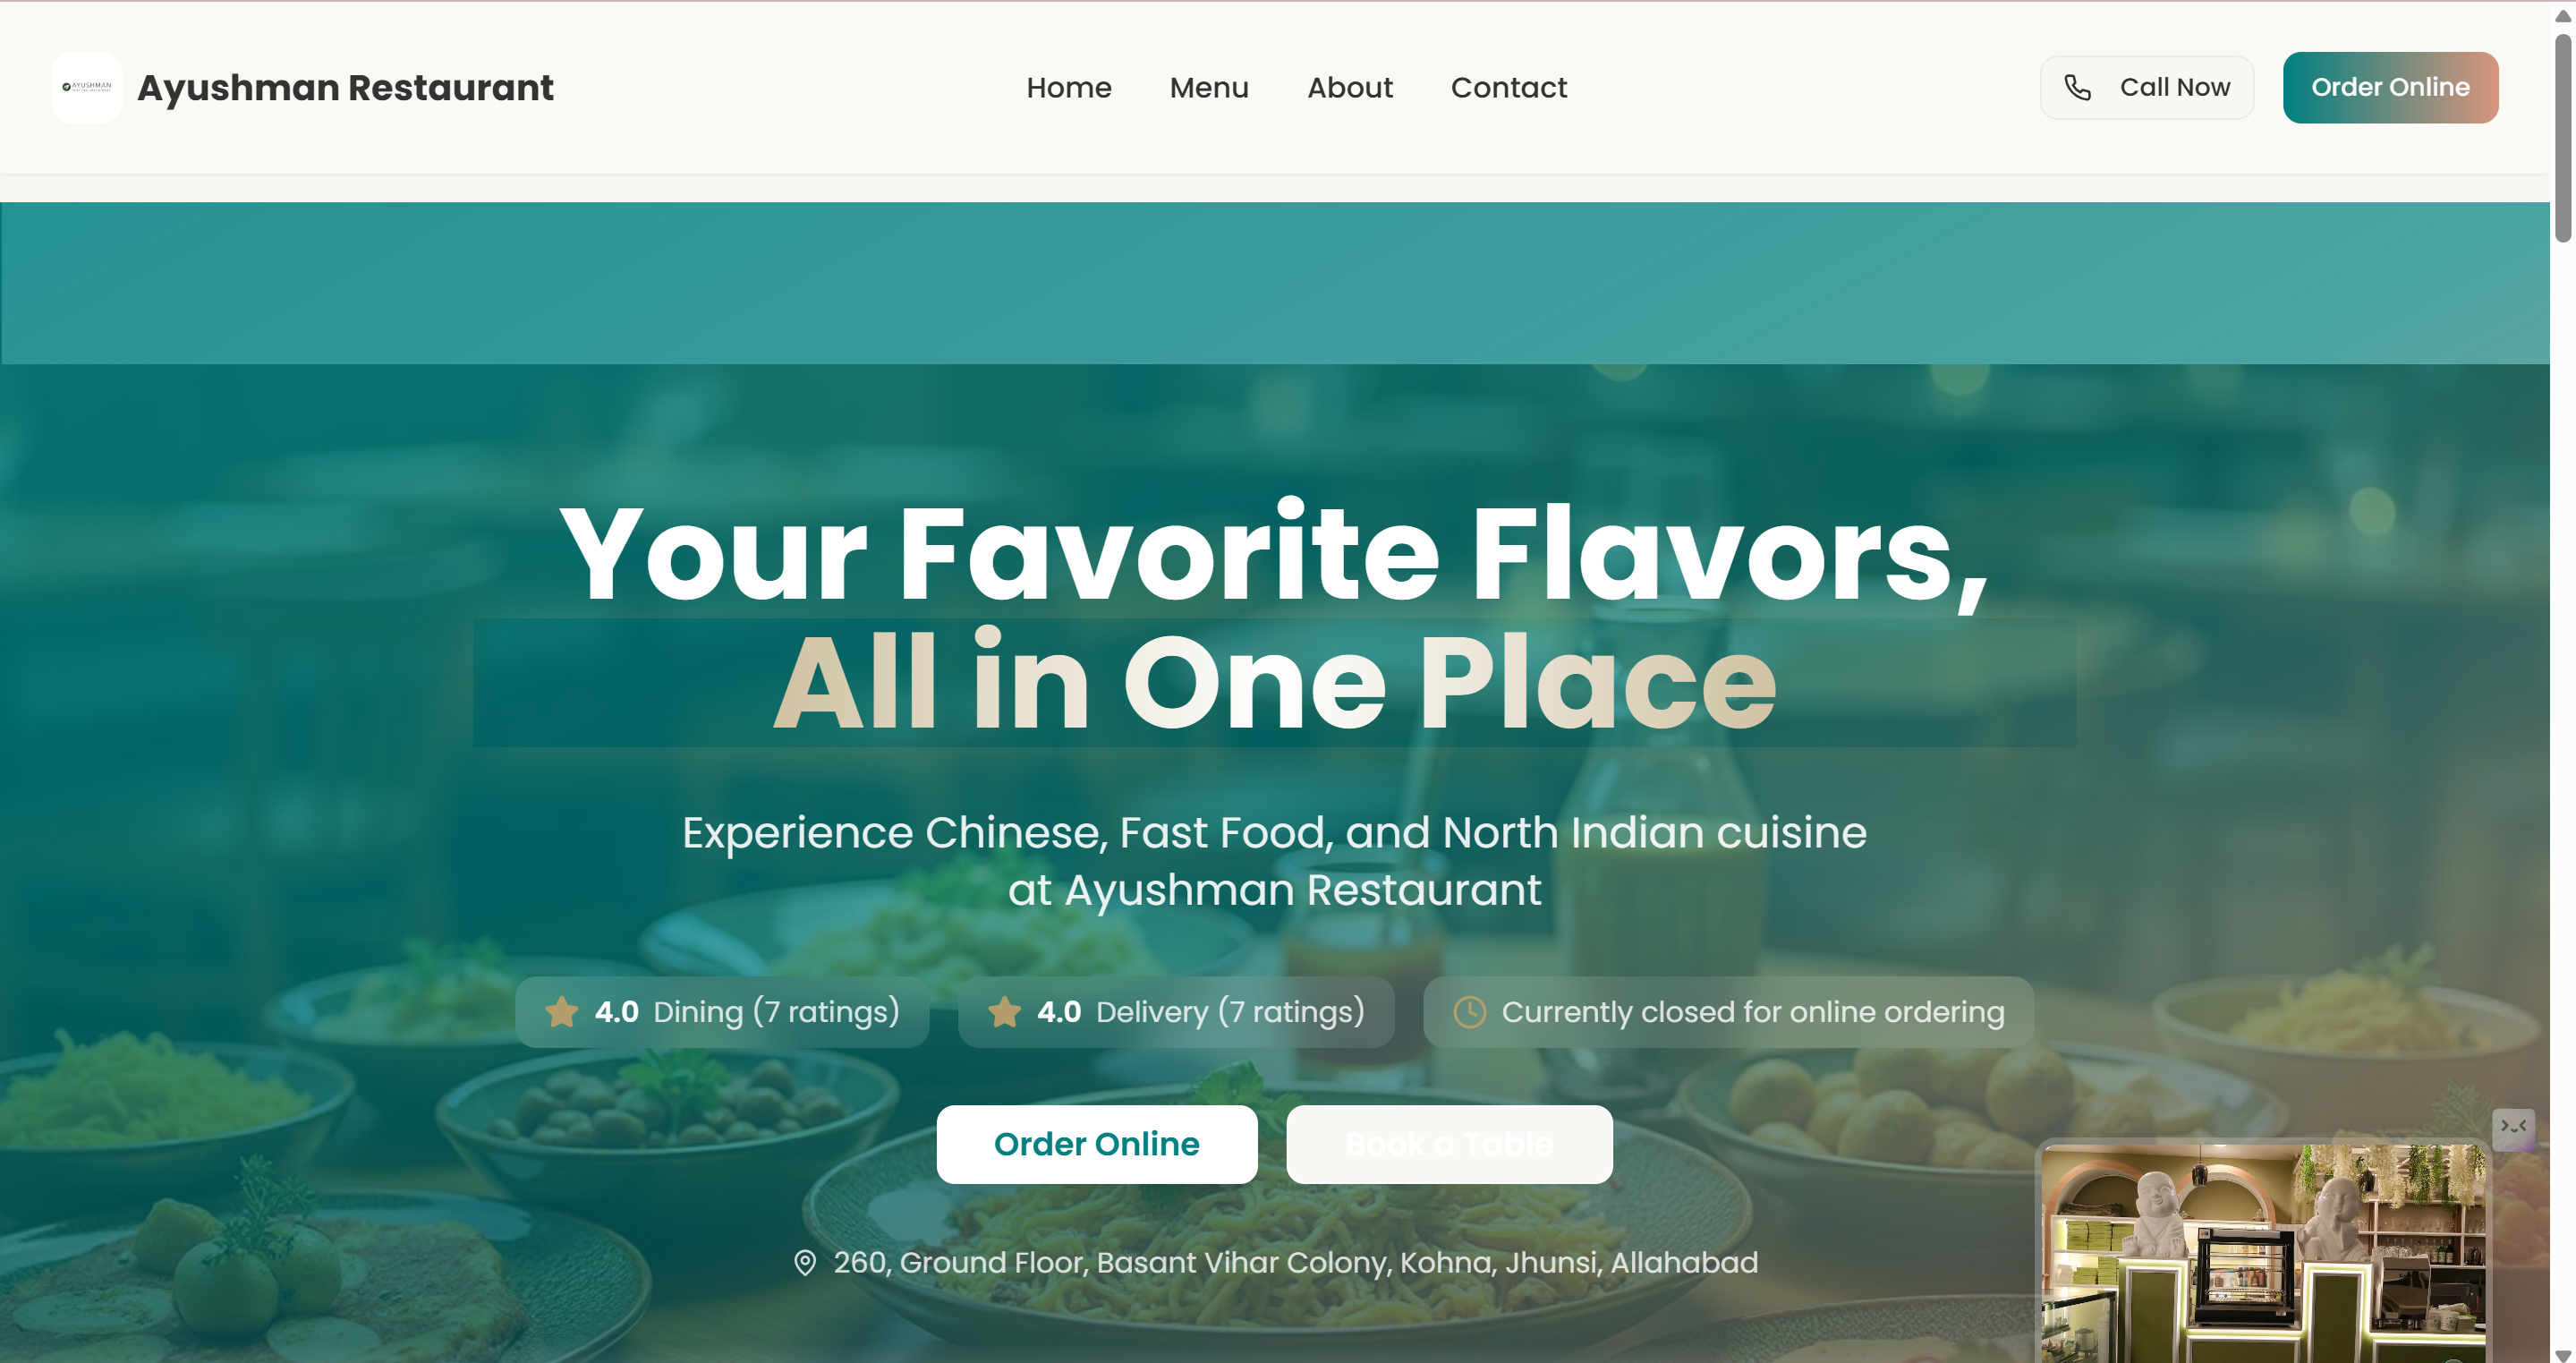 AYUSHMAN
Ayushman Restaurant
Home
Menu
About
Contact
Call Now
Order Online
Your Favorite Flavors,
All in One Place
Experience Chinese, Fast Food, and North Indian cuisine
at Ayushman Restaurant
4.0 Dining (7 ratings)
4.0 Delivery (7 ratings)
Currently closed for online ordering
Order Online
Book a Table
260, Ground Floor, Basant Vihar Colony, Kohna, Jhunsi, Allahabad